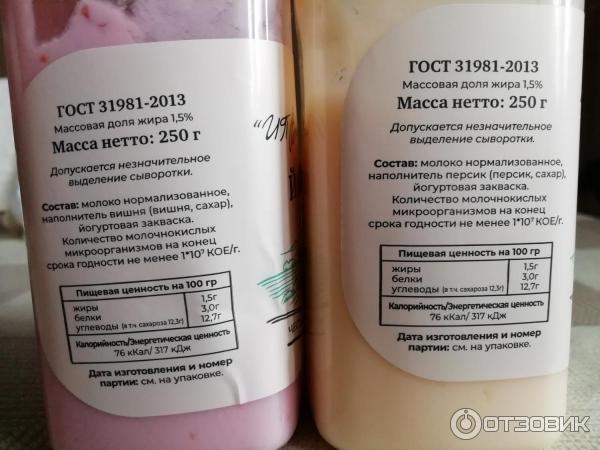 ГОСТ 31981-2013
Массовая доля жира 1,5%
Масса нетто: 250 г
Допускается незначительное
выделение сыворотки.
Состав: молоко нормализованное,
наполнитель вишня (вишня, сахар),
йогуртовая закваска.
Количество молочнокислых
микроорганизмов на конец
срока годности не менее 1*10⁷ КОЕ/г.
Пищевая ценность на 100 гр
жиры 1,5г
белки 3,0г
углеводы (в т.ч. сахароза 12,3г) 12,7г
Калорийность/Энергетическая ценность
76 кКал/ 317 кДж
Дата изготовления и номер
партии: см. на упаковке.
ГОСТ 31981-2013
Массовая доля жира 1,5%
Масса нетто: 250 г
Допускается незначительное
выделение сыворотки.
Состав: молоко нормализованное,
наполнитель персик (персик, сахар),
йогуртовая закваска.
Количество молочнокислых
микроорганизмов на конец
срока годности не менее 1*10⁷ КОЕ/г.
Пищевая ценность на 100 гр
жиры 1,5г
белки 3,0г
углеводы (в т.ч. сахароза 12,3г) 12,7г
Калорийность/Энергетическая ценность
76 кКал/ 317 кДж
Дата изготовления и номер
партии: см. на упаковке.
ОТЗОВИК